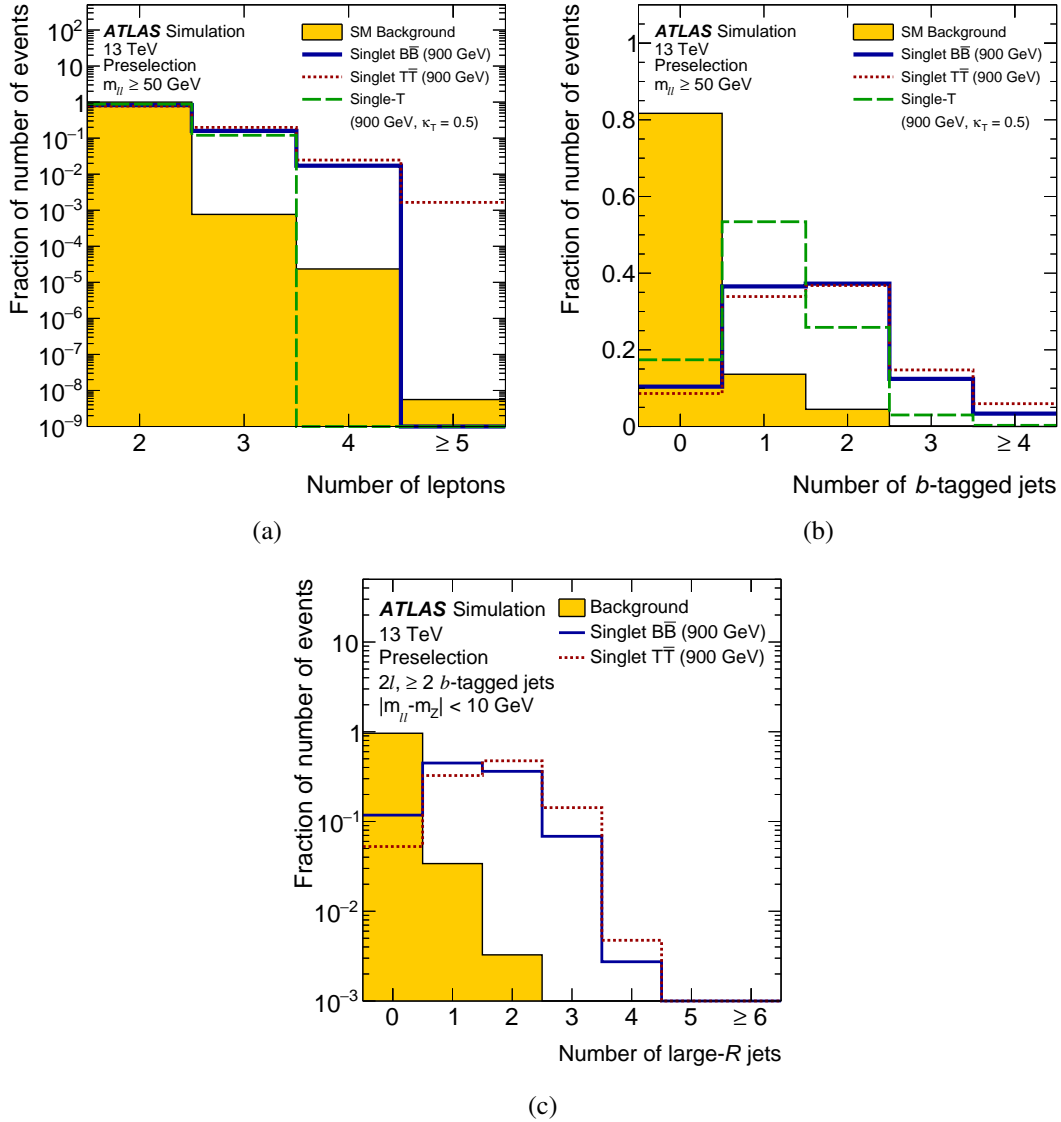 Fraction of number of events
ATLAS Simulation
13 TeV
Preselection
m_ll ≥ 50 GeV
SM Background
Singlet BB̅ (900 GeV)
Singlet TT̅ (900 GeV)
Single-T
(900 GeV, κ_T = 0.5)
10²
10
1
10⁻¹
10⁻²
10⁻³
10⁻⁴
10⁻⁵
10⁻⁶
10⁻⁷
10⁻⁸
10⁻⁹
2 3 4 ≥ 5
Number of leptons
(a)
Fraction of number of events
ATLAS Simulation
13 TeV
Preselection
m_ll ≥ 50 GeV
SM Background
Singlet BB̅ (900 GeV)
Singlet TT̅ (900 GeV)
Single-T
(900 GeV, κ_T = 0.5)
1
0.8
0.6
0.4
0.2
0
0 1 2 3 ≥ 4
Number of b-tagged jets
(b)
Fraction of number of events
ATLAS Simulation
13 TeV
Preselection
2l, ≥ 2 b-tagged jets
|m_ll-m_Z| < 10 GeV
Background
Singlet BB̅ (900 GeV)
Singlet TT̅ (900 GeV)
10
1
10⁻¹
10⁻²
10⁻³
0 1 2 3 4 5 ≥ 6
Number of large-R jets
(c)